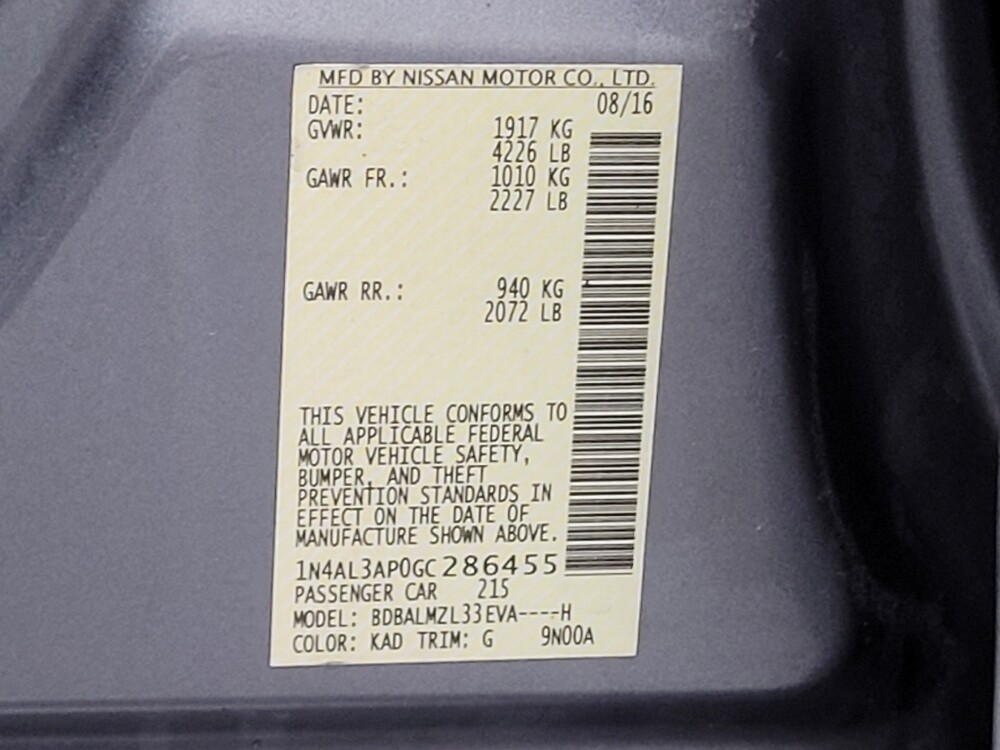 MFD BY NISSAN MOTOR CO., LTD.
DATE: 08/16
GVWR: 1917 KG
4226 LB
GAWR FR.: 1010 KG
2227 LB
GAWR RR.: 940 KG
2072 LB
THIS VEHICLE CONFORMS TO
ALL APPLICABLE FEDERAL
MOTOR VEHICLE SAFETY,
BUMPER, AND THEFT
PREVENTION STANDARDS IN
EFFECT ON THE DATE OF
MANUFACTURE SHOWN ABOVE.
1N4AL3AP0GC286455
PASSENGER CAR 215
MODEL: BDBALMZL33EVA----H
COLOR: KAD TRIM: G 9N00A